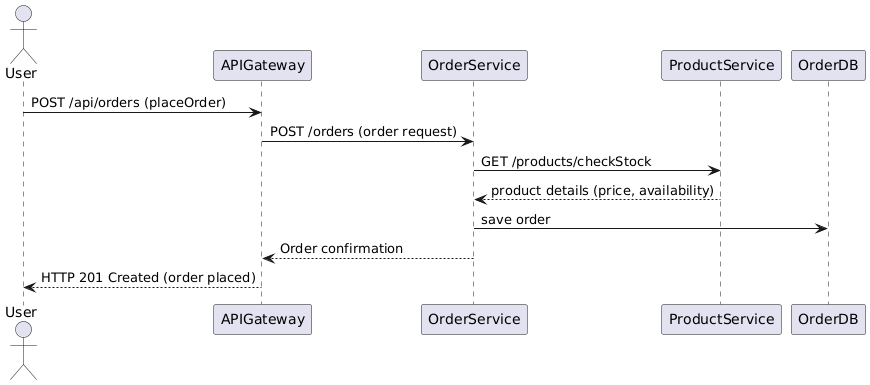 User
APIGateway
OrderService
ProductService
OrderDB
POST /api/orders (placeOrder)
POST /orders (order request)
GET /products/checkStock
product details (price, availability)
save order
Order confirmation
HTTP 201 Created (order placed)
User
APIGateway
OrderService
ProductService
OrderDB